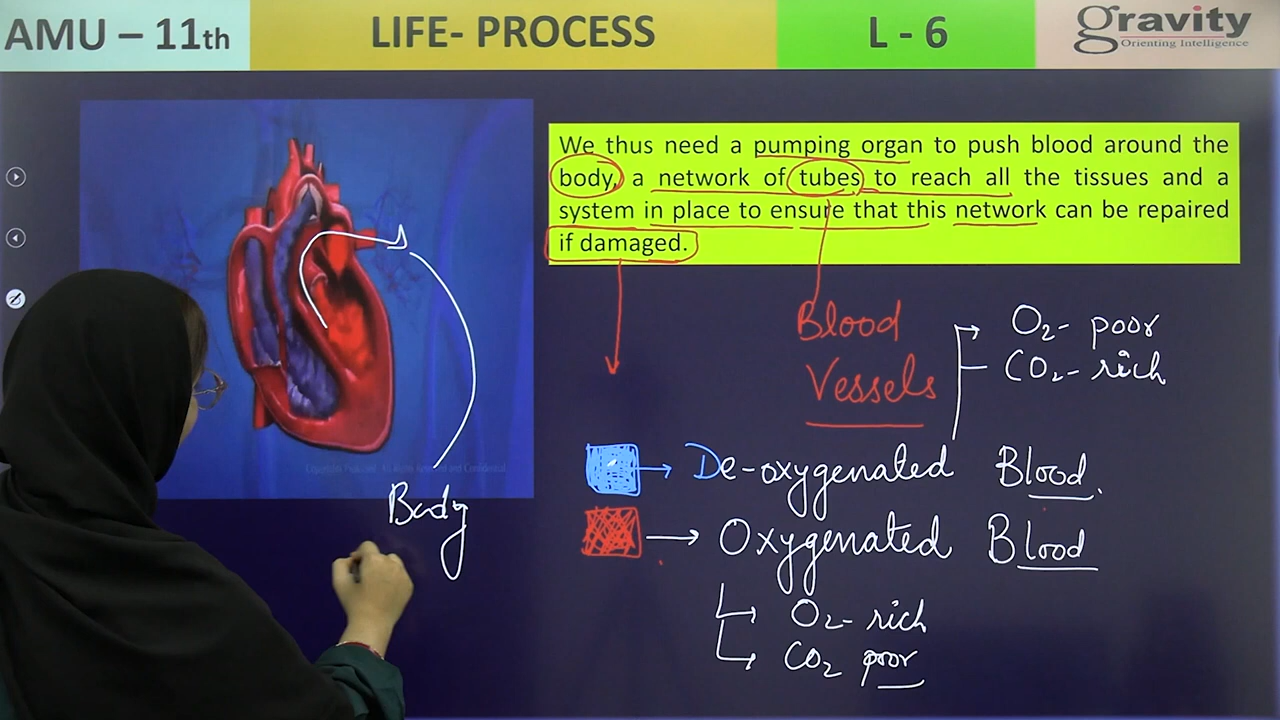 AMU – 11th
LIFE- PROCESS
L - 6
gravity
Orienting Intelligence
We thus need a pumping organ to push blood around the
body, a network of tubes to reach all the tissues and a
system in place to ensure that this network can be repaired
if damaged.
Blood
Vessels
O2- poor
CO2- rich
De-oxygenated Blood.
Oxygenated Blood
O2- rich
CO2 poor
Body